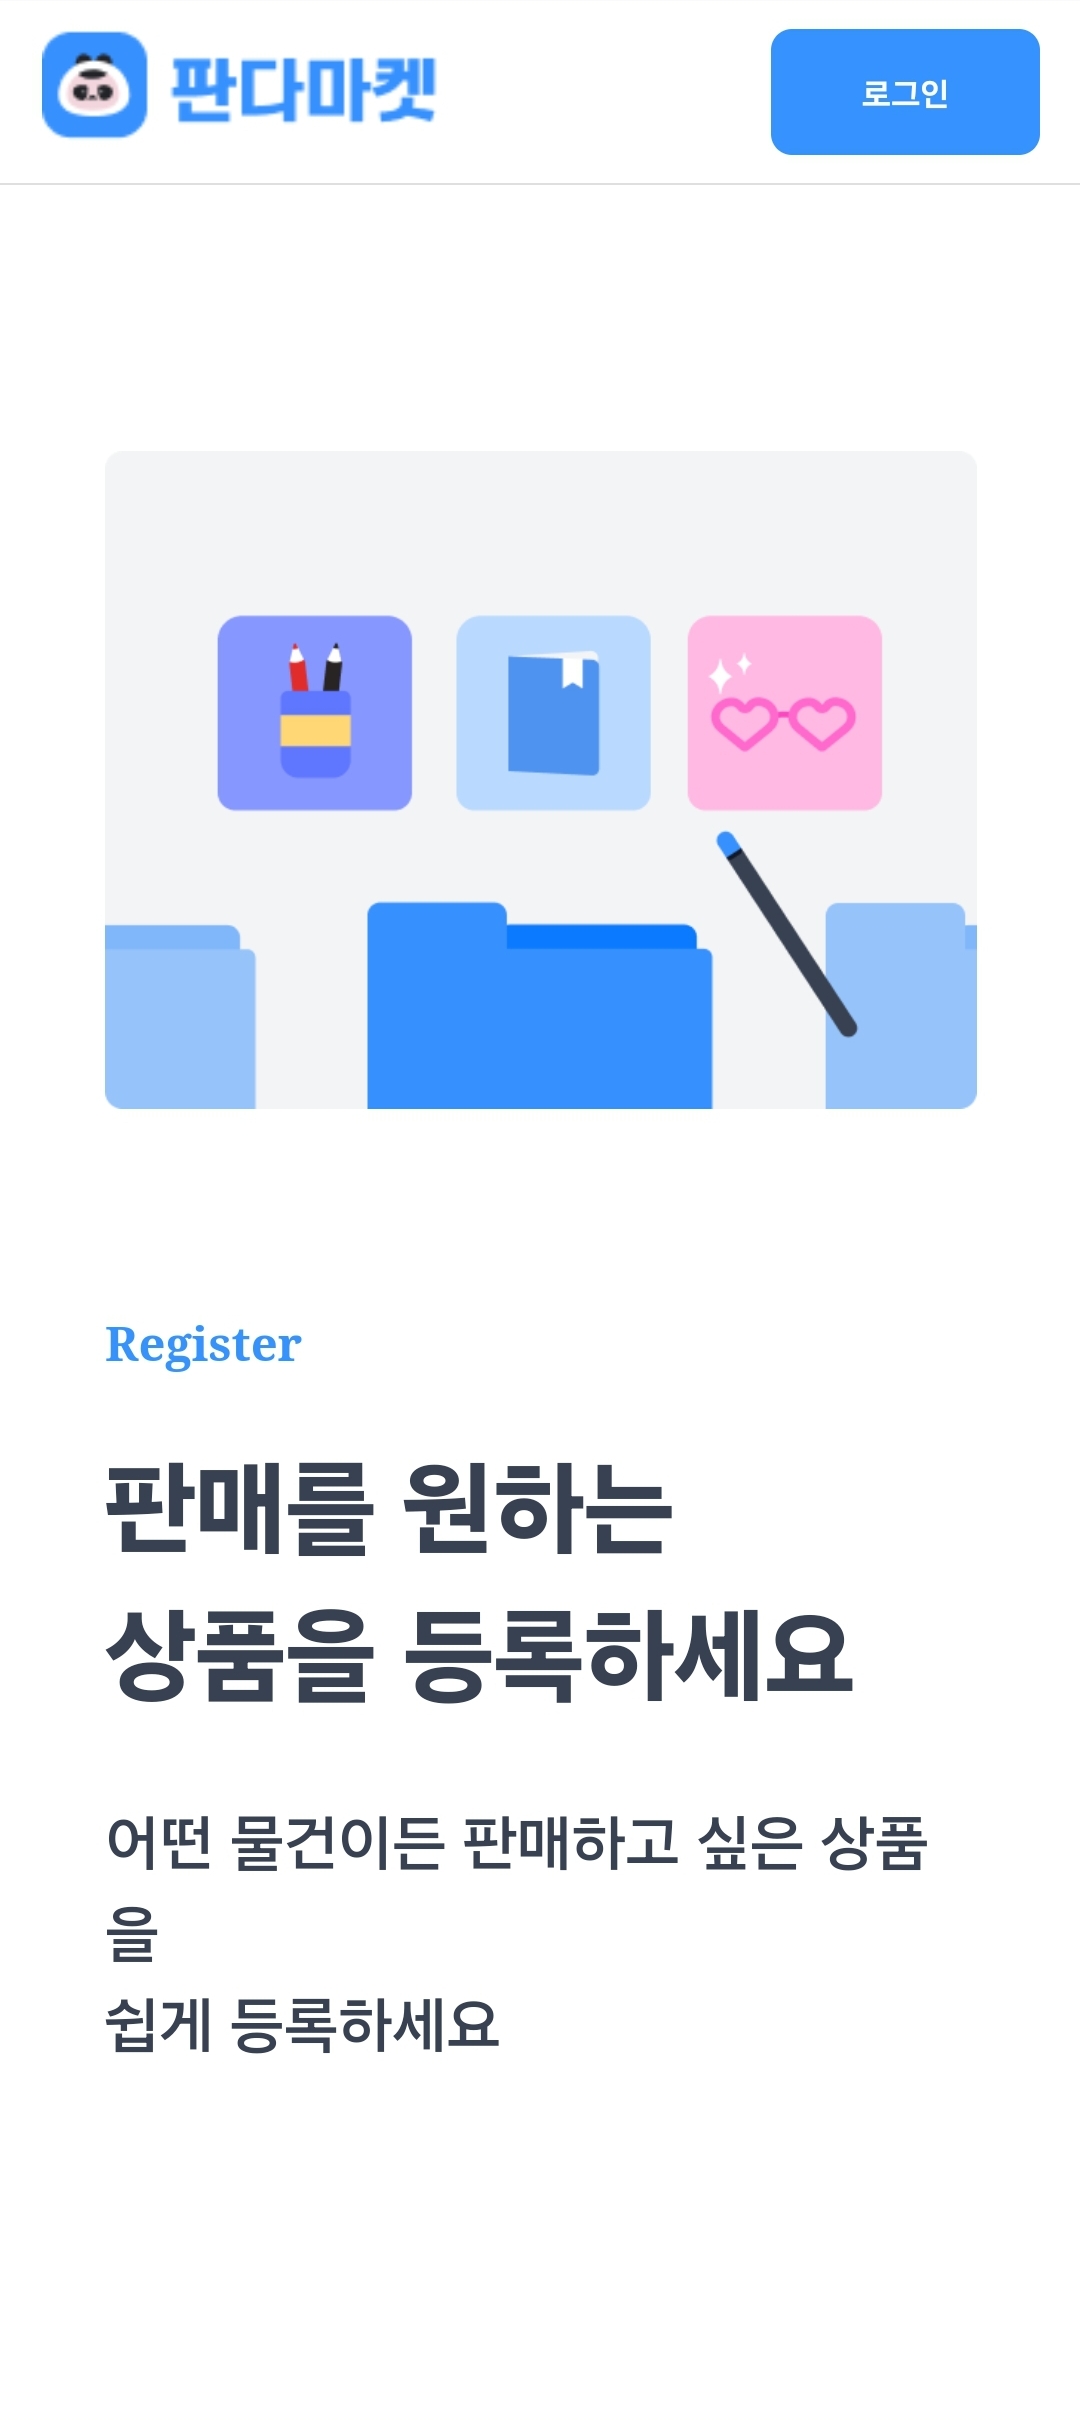 판다마켓
로그인
Register
판매를 원하는
상품을 등록하세요
어떤 물건이든 판매하고 싶은 상품
을
쉽게 등록하세요